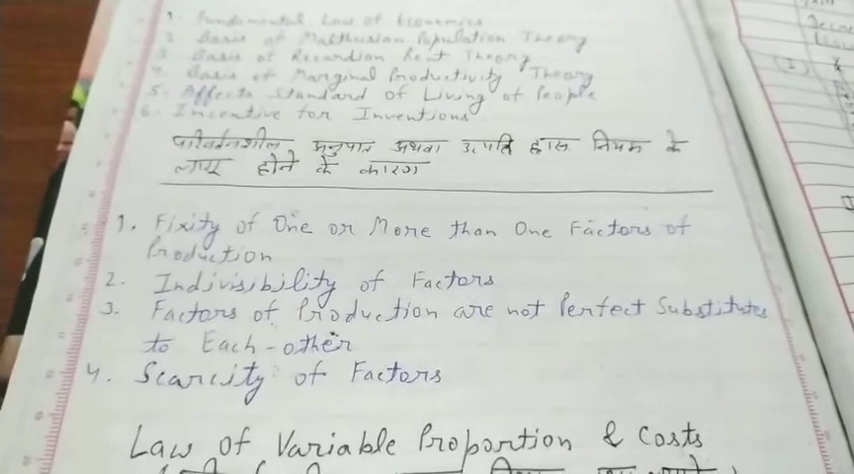 1. Fundamental Law of Economics
2. Basis of Malthusian Population Theory
3. Basis of Recardian Rent Theory
4. Basis of Marginal Productivity Theory
5. Affects Standard of Living of People
6. Incentive for Inventions
परिवर्तनशील अनुपात अथवा उत्पत्ति ह्रास नियम के
लागू होने के कारण
1. Fixity of One or More than One Factors of
Production
2. Indivisibility of Factors
3. Factors of Production are not Perfect Substitutes
to Each-other
4. Scarcity of Factors
Law of Variable Proportion & Costs